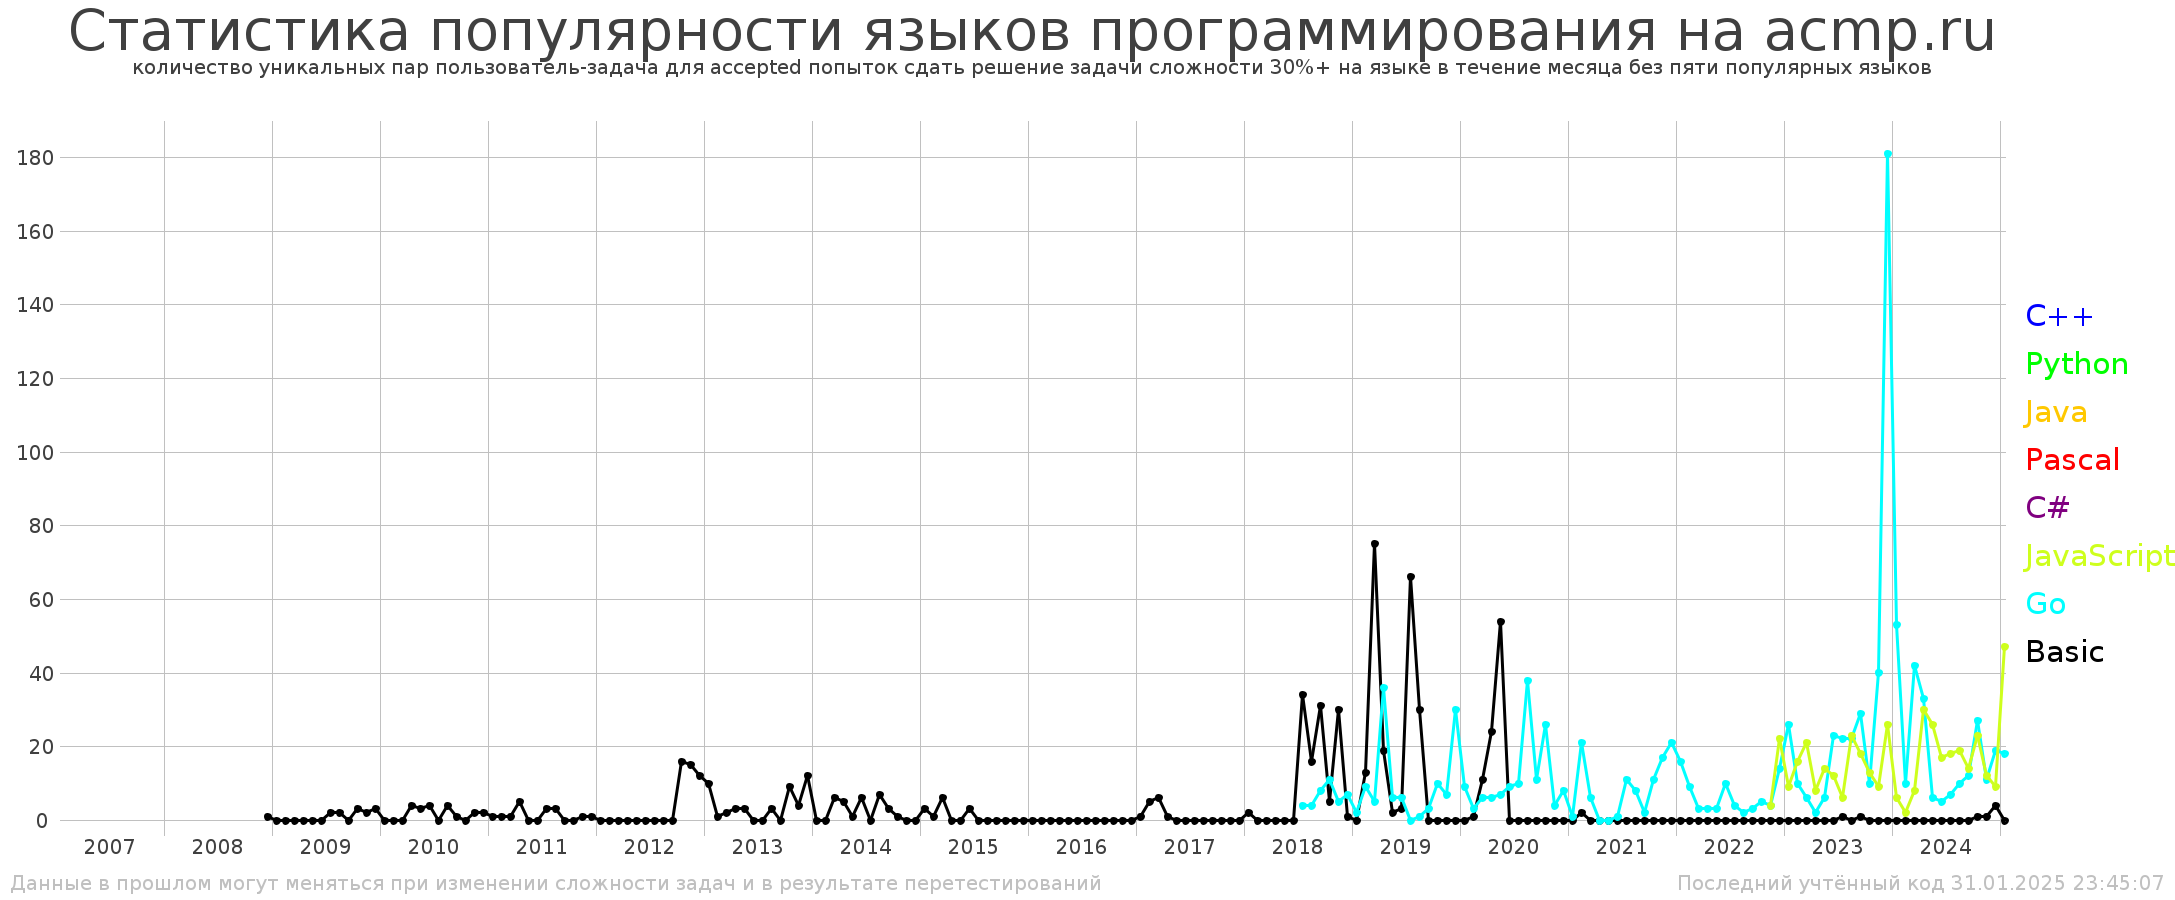 Статистика популярности языков программирования на acmp.ru
количество уникальных пар пользователь-задача для accepted попыток сдать решение задачи сложности 30%+ на языке в течение месяца без пяти популярных языков
180
160
140
120
100
80
60
40
20
0
C++
Python
Java
Pascal
C#
JavaScript
Go
Basic
2007 2008 2009 2010 2011 2012 2013 2014 2015 2016 2017 2018 2019 2020 2021 2022 2023 2024
Данные в прошлом могут меняться при изменении сложности задач и в результате перетестирований
Последний учтённый код 31.01.2025 23:45:07